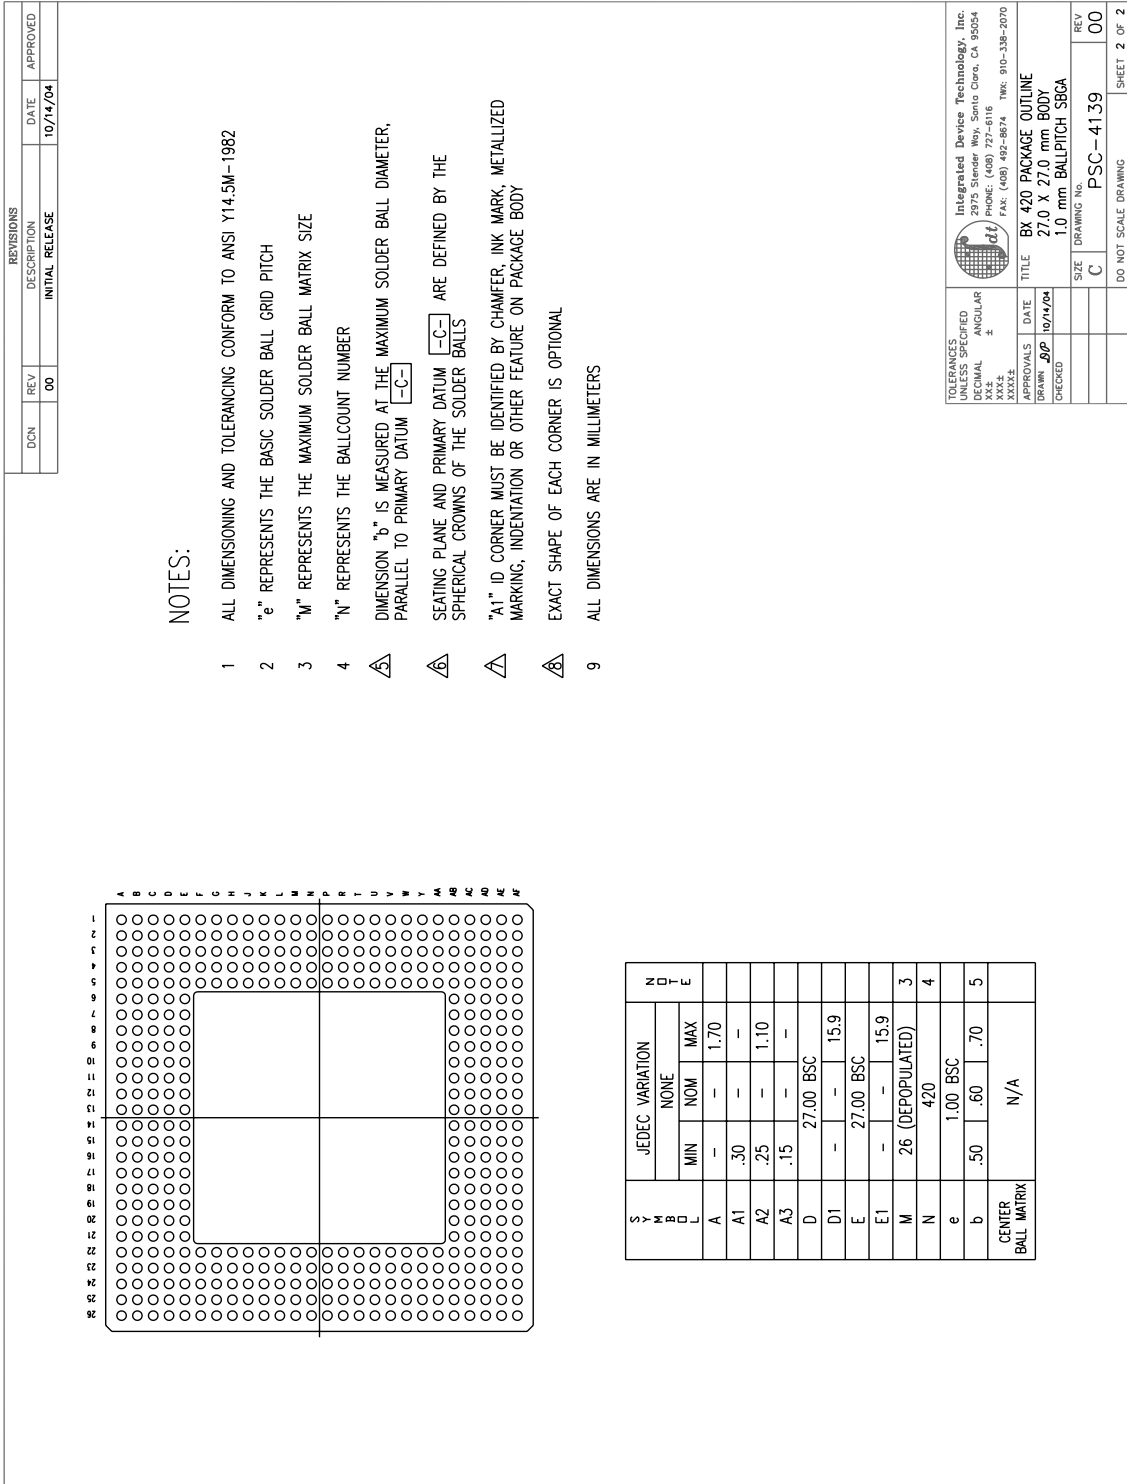 REVISIONS
DCN REV DESCRIPTION DATE APPROVED
00 INITIAL RELEASE 10/14/04
NOTES:
1 ALL DIMENSIONING AND TOLERANCING CONFORM TO ANSI Y14.5M-1982
2 "e" REPRESENTS THE BASIC SOLDER BALL GRID PITCH
3 "M" REPRESENTS THE MAXIMUM SOLDER BALL MATRIX SIZE
4 "N" REPRESENTS THE BALLCOUNT NUMBER
5 DIMENSION "b" IS MEASURED AT THE MAXIMUM SOLDER BALL DIAMETER,
PARALLEL TO PRIMARY DATUM -C-
6 SEATING PLANE AND PRIMARY DATUM -C- ARE DEFINED BY THE
SPHERICAL CROWNS OF THE SOLDER BALLS
7 "A1" ID CORNER MUST BE IDENTIFIED BY CHAMFER, INK MARK, METALLIZED
MARKING, INDENTATION OR OTHER FEATURE ON PACKAGE BODY
8 EXACT SHAPE OF EACH CORNER IS OPTIONAL
9 ALL DIMENSIONS ARE IN MILLIMETERS
26 25 24 23 22 21 20 19 18 17 16 15 14 13 12 11 10 9 8 7 6 5 4 3 2 1
A
B
C
D
E
F
G
H
J
K
L
M
N
P
R
T
U
V
W
Y
AA
AB
AC
AD
AE
AF
SYMBOL JEDEC VARIATION NOTE
NONE
MIN NOM MAX
A - - 1.70
A1 .30 - -
A2 .25 - 1.10
A3 .15 - -
D 27.00 BSC
D1 - - 15.9
E 27.00 BSC
E1 - - 15.9
M 26 (DEPOPULATED) 3
N 420 4
e 1.00 BSC
b .50 .60 .70 5
CENTER BALL MATRIX N/A
TOLERANCES
UNLESS SPECIFIED
DECIMAL ANGULAR
XX± ±
XXX±
XXXX±
APPROVALS DATE
DRAWN 10/14/04
CHECKED
idt
Integrated Device Technology, Inc.
2975 Stender Way, Santa Clara, CA 95054
PHONE: (408) 727-6116
FAX: (408) 492-8674 TWX: 910-338-2070
TITLE BX 420 PACKAGE OUTLINE
27.0 X 27.0 mm BODY
1.0 mm BALLPITCH SBGA
SIZE DRAWING No. REV
C PSC-4139 00
DO NOT SCALE DRAWING SHEET 2 OF 2